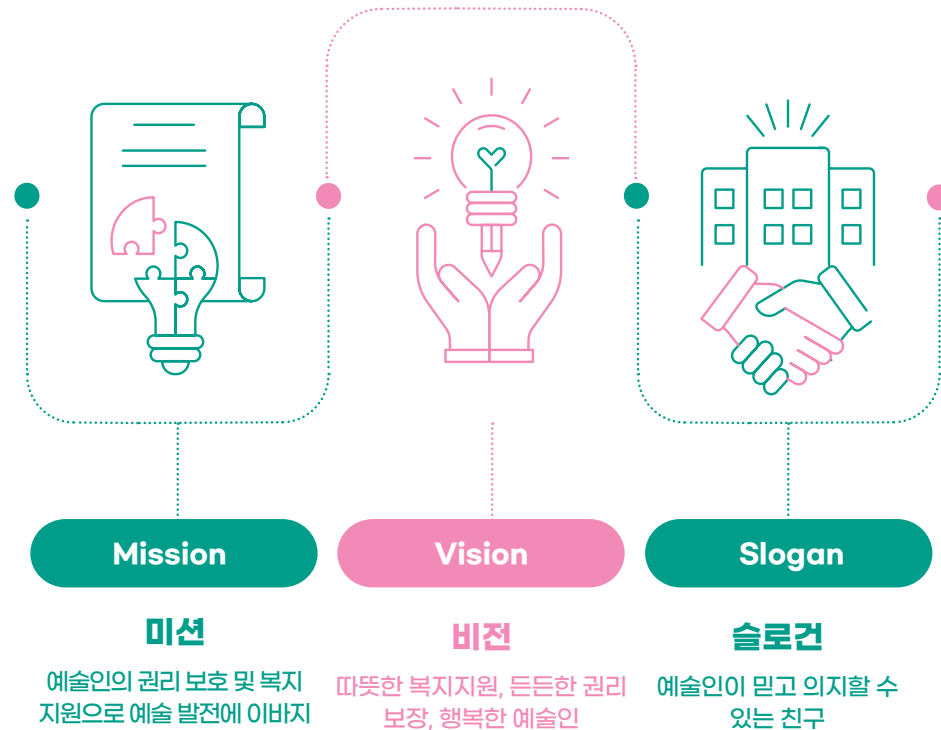 Mission
미션
예술인의 권리 보호 및 복지
지원으로 예술 발전에 이바지
Vision
비전
따뜻한 복지지원, 든든한 권리
보장, 행복한 예술인
Slogan
슬로건
예술인이 믿고 의지할 수
있는 친구